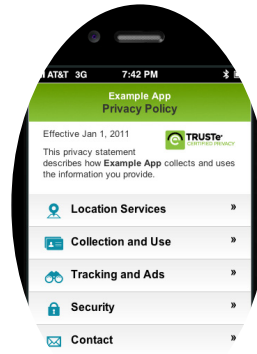 AT&T 3G 7:42 PM
Example App
Privacy Policy
Effective Jan 1, 2011
TRUSTe
CERTIFIED PRIVACY
This privacy statement
describes how Example App collects and uses
the information you provide.
Location Services »
Collection and Use »
Tracking and Ads »
Security »
Contact »